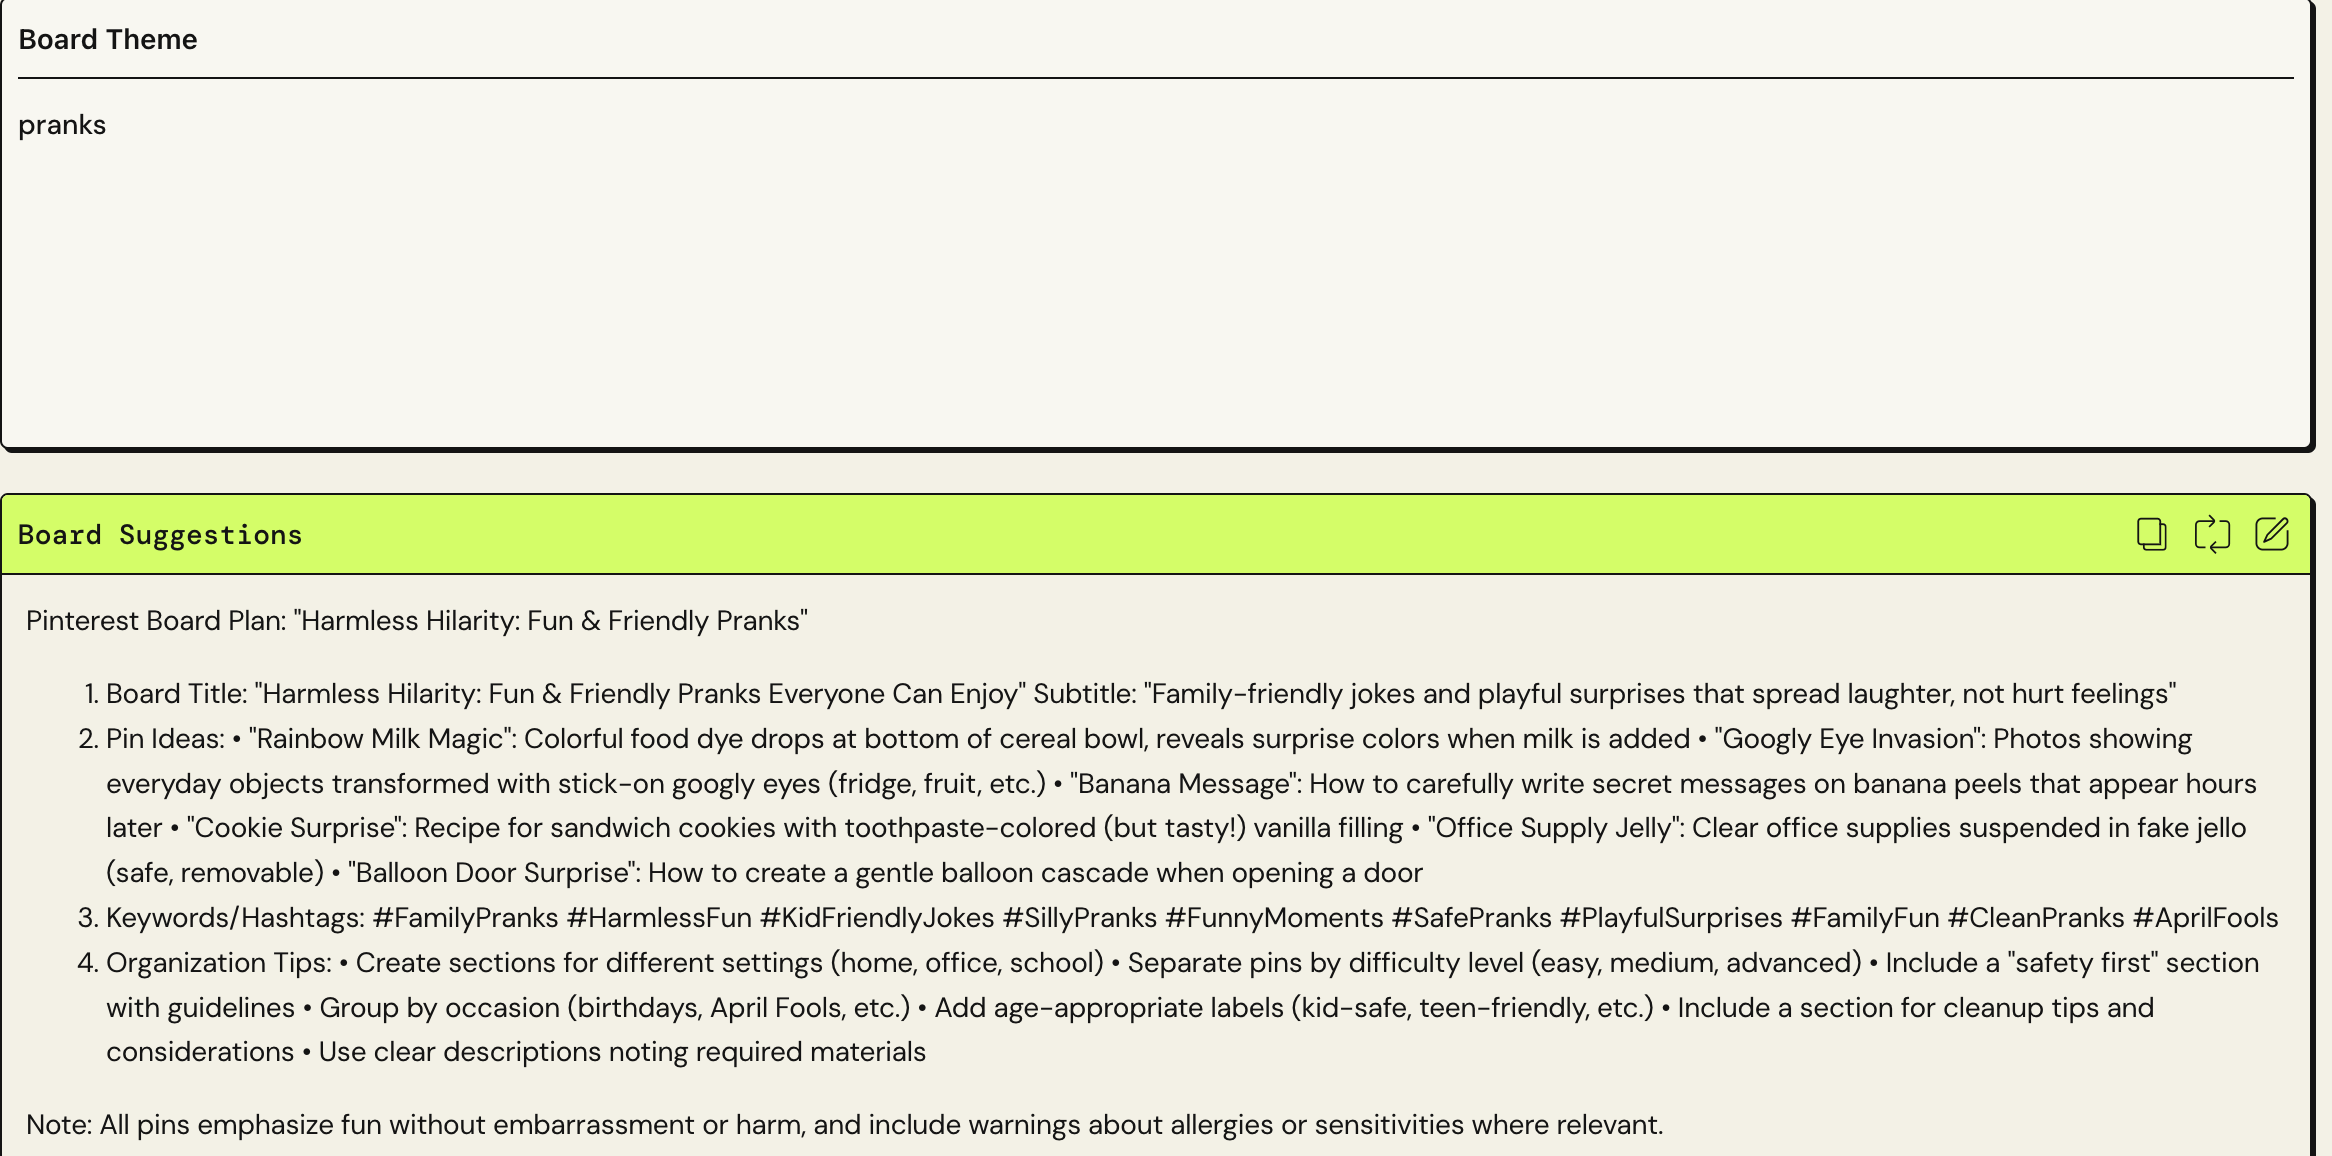 Board Theme
pranks
Board Suggestions
Pinterest Board Plan: "Harmless Hilarity: Fun & Friendly Pranks"
1. Board Title: "Harmless Hilarity: Fun & Friendly Pranks Everyone Can Enjoy" Subtitle: "Family-friendly jokes and playful surprises that spread laughter, not hurt feelings"
2. Pin Ideas: • "Rainbow Milk Magic": Colorful food dye drops at bottom of cereal bowl, reveals surprise colors when milk is added • "Googly Eye Invasion": Photos showing
everyday objects transformed with stick-on googly eyes (fridge, fruit, etc.) • "Banana Message": How to carefully write secret messages on banana peels that appear hours
later • "Cookie Surprise": Recipe for sandwich cookies with toothpaste-colored (but tasty!) vanilla filling • "Office Supply Jelly": Clear office supplies suspended in fake jello
(safe, removable) • "Balloon Door Surprise": How to create a gentle balloon cascade when opening a door
3. Keywords/Hashtags: #FamilyPranks #HarmlessFun #KidFriendlyJokes #SillyPranks #FunnyMoments #SafePranks #PlayfulSurprises #FamilyFun #CleanPranks #AprilFools
4. Organization Tips: • Create sections for different settings (home, office, school) • Separate pins by difficulty level (easy, medium, advanced) • Include a "safety first" section
with guidelines • Group by occasion (birthdays, April Fools, etc.) • Add age-appropriate labels (kid-safe, teen-friendly, etc.) • Include a section for cleanup tips and
considerations • Use clear descriptions noting required materials
Note: All pins emphasize fun without embarrassment or harm, and include warnings about allergies or sensitivities where relevant.